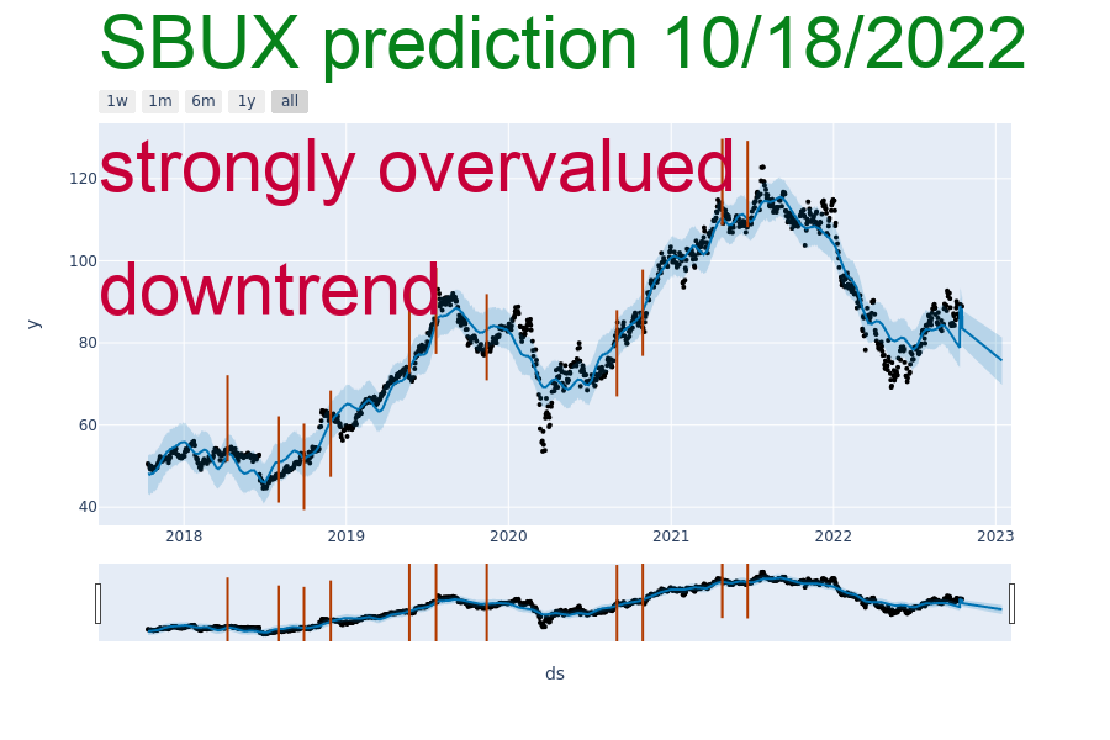 SBUX prediction 10/18/2022
1w 1m 6m 1y all
strongly overvalued
120
100
downtrend
80
60
40
y
2018 2019 2020 2021 2022 2023
ds